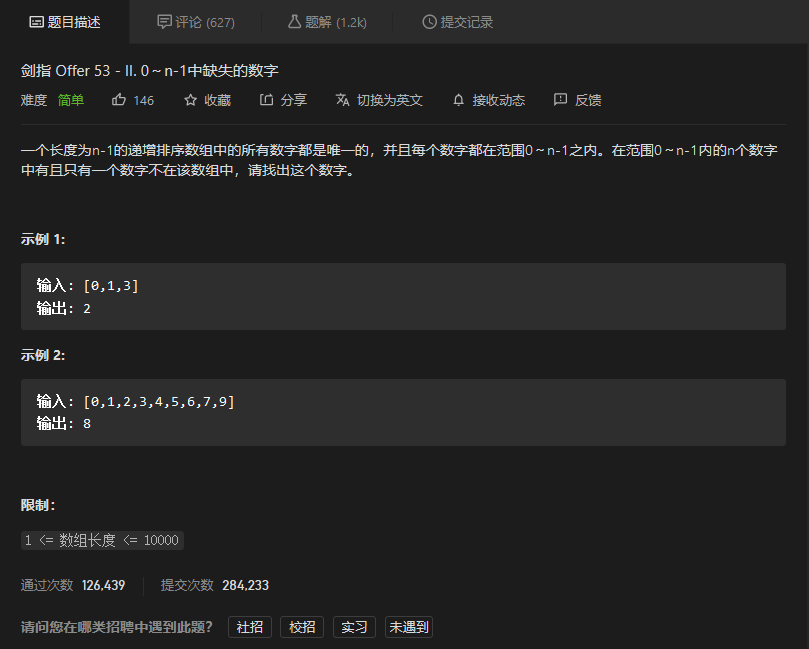 题目描述 评论 (627) 题解 (1.2k) 提交记录
剑指 Offer 53 - II. 0～n-1中缺失的数字
难度 简单 146 收藏 分享 切换为英文 接收动态 反馈
一个长度为n-1的递增排序数组中的所有数字都是唯一的，并且每个数字都在范围0～n-1之内。在范围0～n-1内的n个数字
中有且只有一个数字不在该数组中，请找出这个数字。
示例 1:
输入: [0,1,3]
输出: 2
示例 2:
输入: [0,1,2,3,4,5,6,7,9]
输出: 8
限制：
1 <= 数组长度 <= 10000
通过次数 126,439 提交次数 284,233
请问您在哪类招聘中遇到此题？ 社招 校招 实习 未遇到